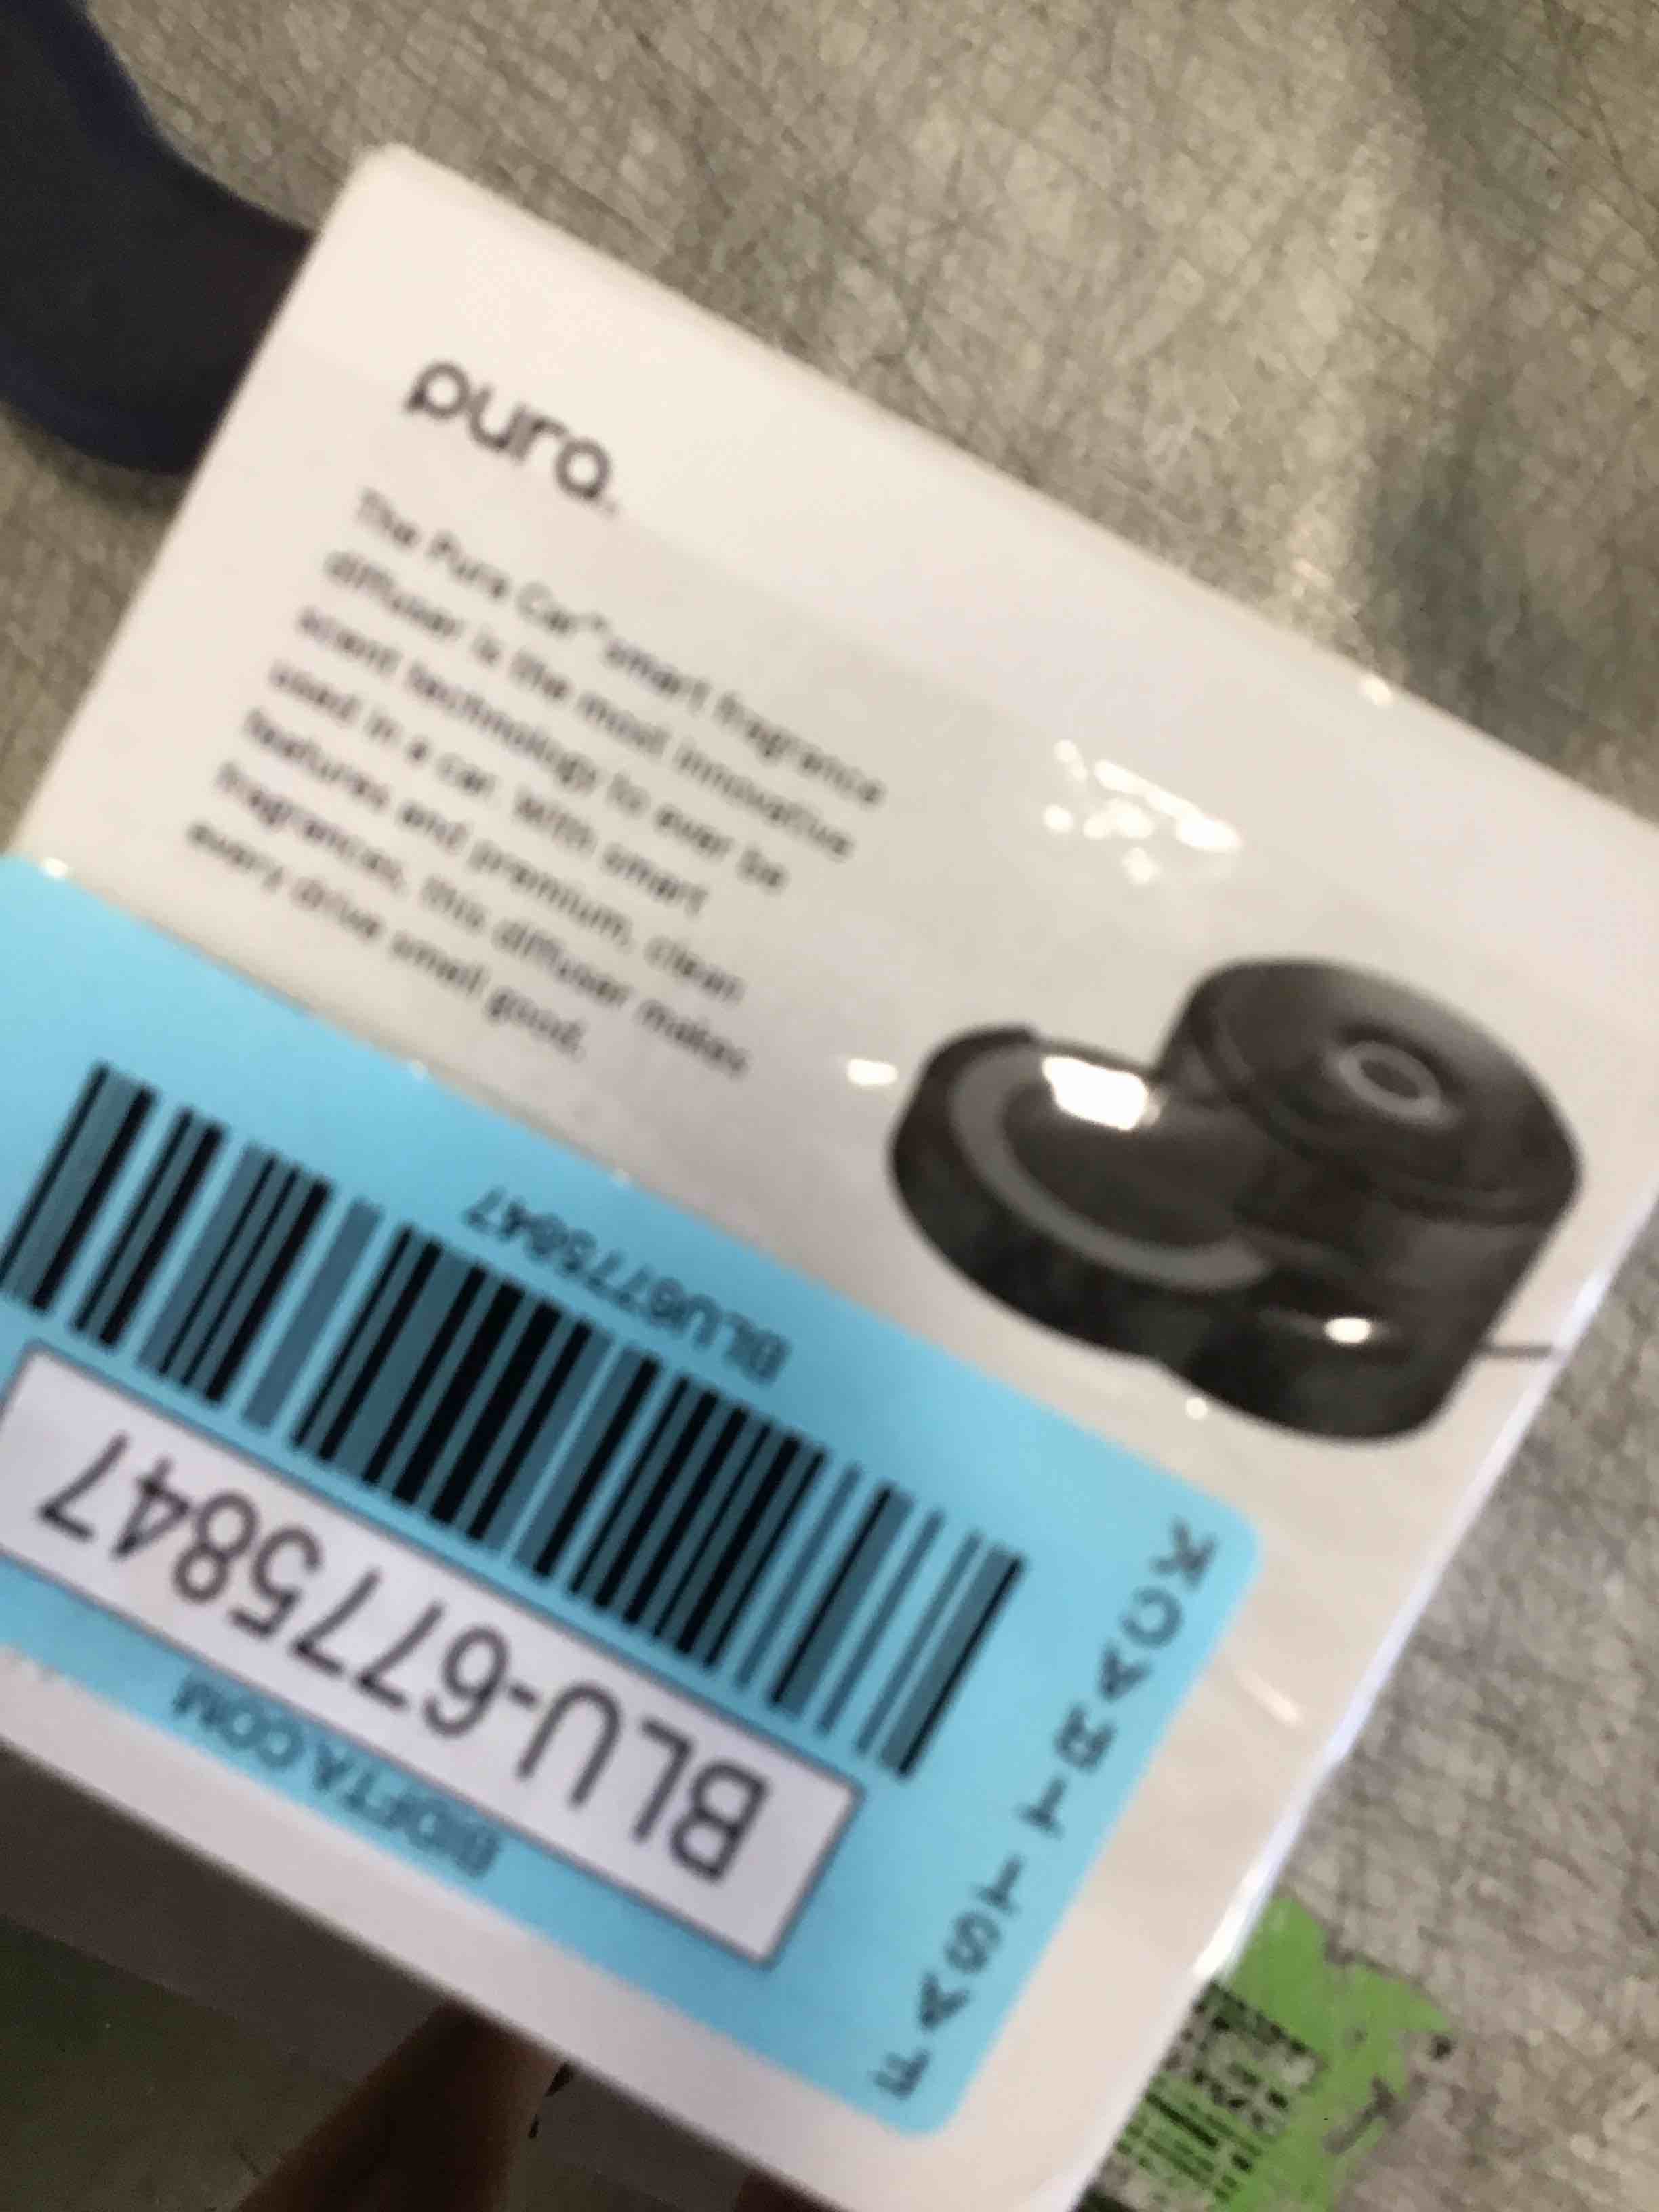 pura.
The Pura Car™ smart fragrance
diffuser is the most innovative
scent technology to ever be
used in a car. With smart
features and premium, clean
fragrances, this diffuser makes
every drive smell good.
BIDFTA.COM
BLU-6775847
BLU6775847
FASTTRACK